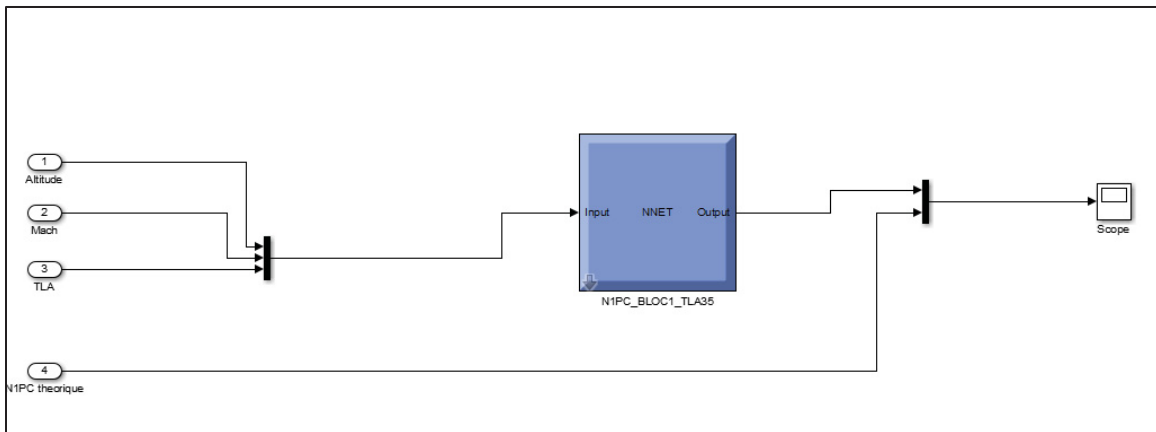 1
Altitude
2
Mach
3
TLA
Input NNET Output
N1PC_BLOC1_TLA35
Scope
4
N1PC theorique